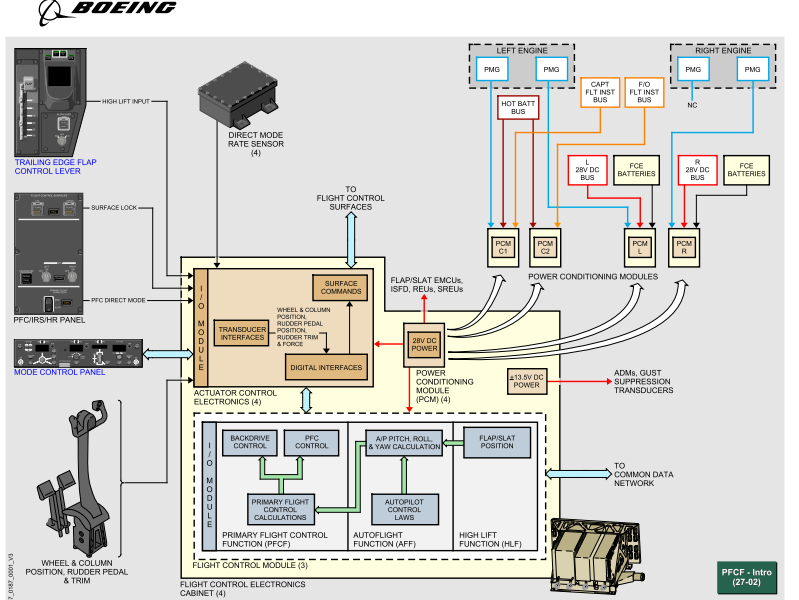 BOEING
LEFT ENGINE
RIGHT ENGINE
PMG
PMG
PMG
PMG
CAPT
FLT INST
BUS
F/O
FLT INST
BUS
HOT BATT
BUS
NC
HIGH LIFT INPUT
DIRECT MODE
RATE SENSOR
(4)
TRAILING EDGE FLAP
CONTROL LEVER
L
28V DC
BUS
FCE
BATTERIES
R
28V DC
BUS
FCE
BATTERIES
TO
FLIGHT CONTROL
SURFACES
SURFACE LOCK
PCM
C1
PCM
C2
PCM
L
PCM
R
POWER CONDITIONING MODULES
FLAP/SLAT EMCUs,
ISFD, REUs, SREUs
PFC DIRECT MODE
PFC/IRS/HR PANEL
I/O MODULE
SURFACE
COMMANDS
WHEEL & COLUMN
POSITION,
RUDDER PEDAL
POSITION,
RUDDER TRIM
& FORCE
TRANSDUCER
INTERFACES
DIGITAL INTERFACES
28V DC
POWER
MODE CONTROL PANEL
ACTUATOR CONTROL
ELECTRONICS (4)
POWER
CONDITIONING
MODULE
(PCM) (4)
±13.5V DC
POWER
ADMs, GUST
SUPPRESSION
TRANSDUCERS
I/O MODULE
BACKDRIVE
CONTROL
PFC
CONTROL
A/P PITCH, ROLL,
& YAW CALCULATION
FLAP/SLAT
POSITION
TO
COMMON DATA
NETWORK
PRIMARY FLIGHT
CONTROL
CALCULATIONS
AUTOPILOT
CONTROL
LAWS
PRIMARY FLIGHT CONTROL
FUNCTION (PFCF)
AUTOFLIGHT
FUNCTION (AFF)
HIGH LIFT
FUNCTION (HLF)
WHEEL & COLUMN
POSITION, RUDDER PEDAL
& TRIM
FLIGHT CONTROL MODULE (3)
FLIGHT CONTROL ELECTRONICS
CABINET (4)
PFCF - Intro
(27-02)
7_0187_0001_V3